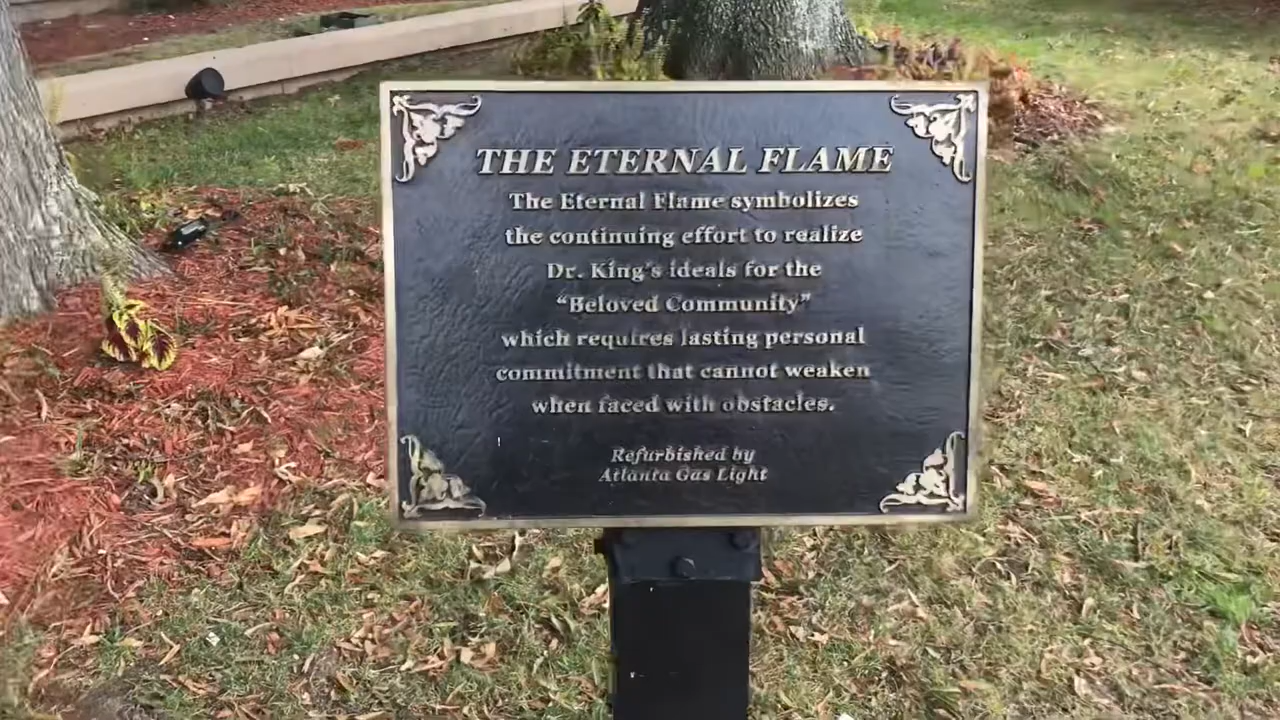 THE ETERNAL FLAME
The Eternal Flame symbolizes
the continuing effort to realize
Dr. King's ideals for the
“Beloved Community”
which requires lasting personal
commitment that cannot weaken
when faced with obstacles.
Refurbished by
Atlanta Gas Light